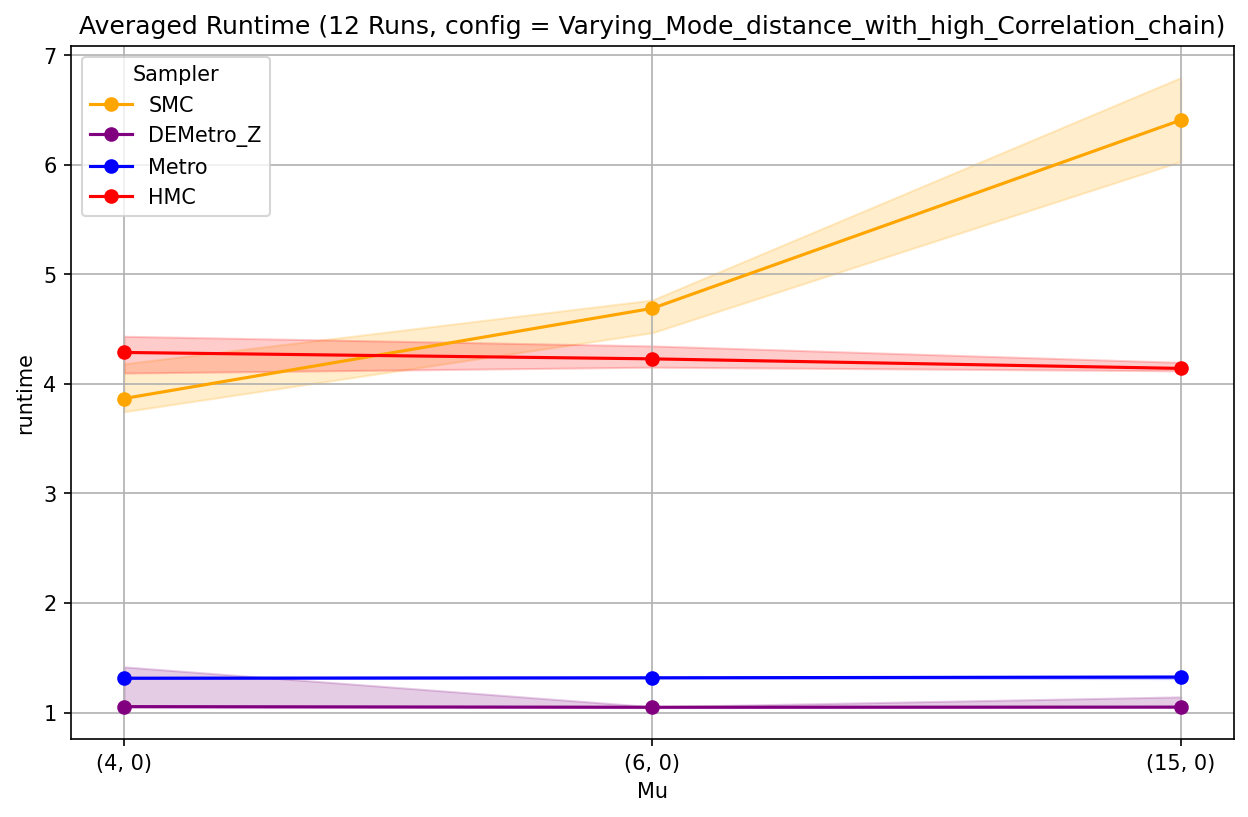 Averaged Runtime (12 Runs, config = Varying_Mode_distance_with_high_Correlation_chain)
Sampler
SMC
DEMetro_Z
Metro
HMC
runtime
7
6
5
4
3
2
1
(4, 0)
(6, 0)
(15, 0)
Mu